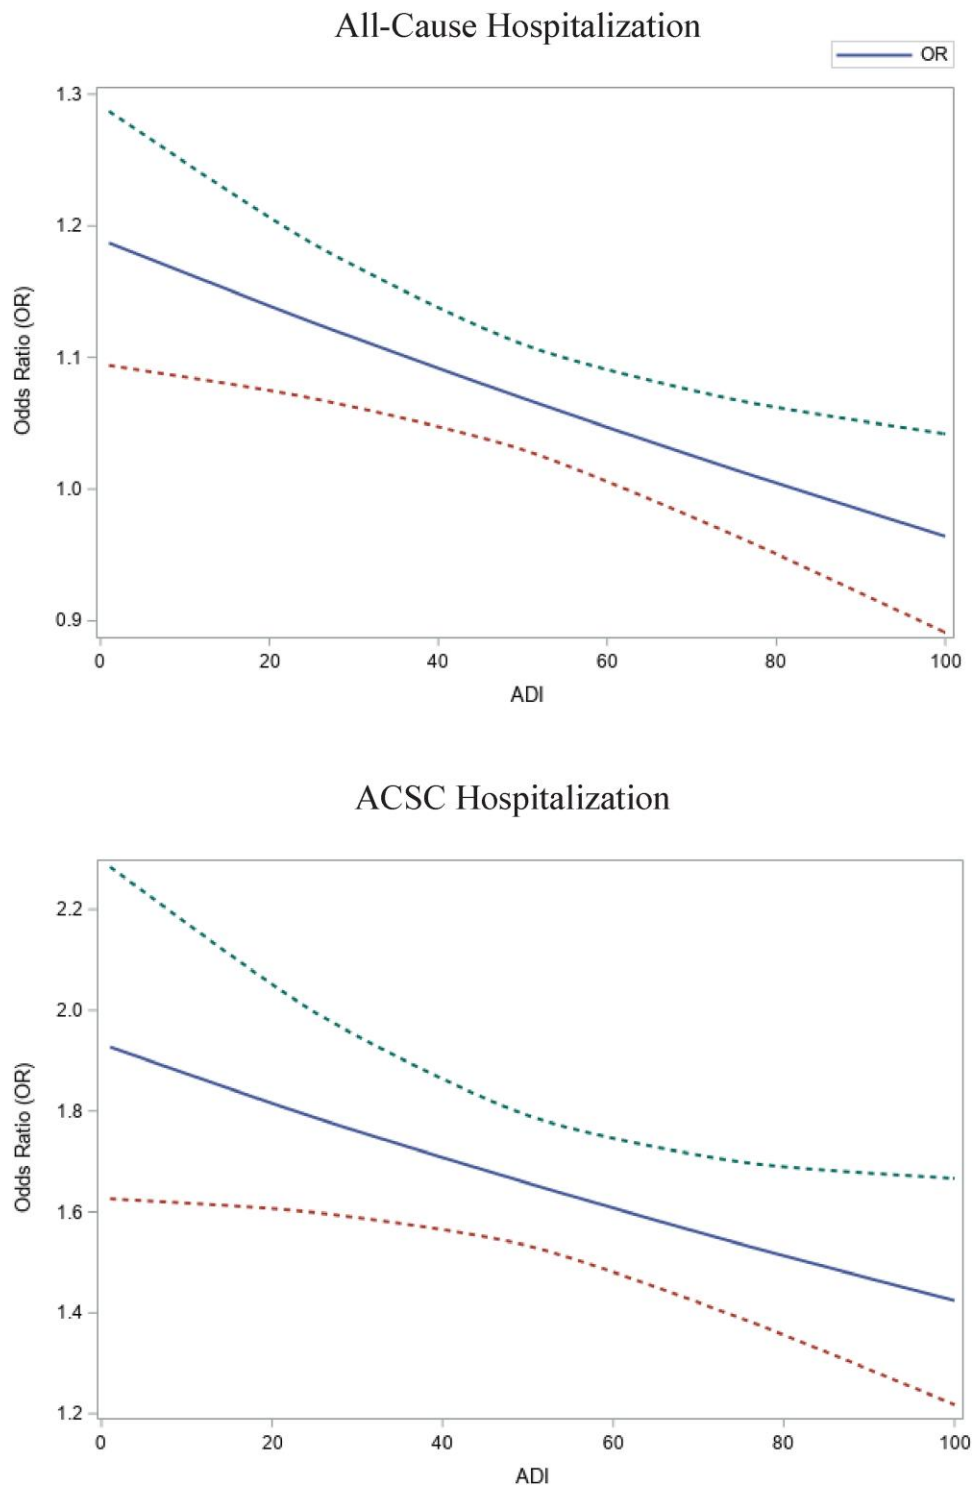 All-Cause Hospitalization
OR
1.3
1.2
1.1
1.0
0.9
Odds Ratio (OR)
0 20 40 60 80 100
ADI
ACSC Hospitalization
2.2
2.0
1.8
1.6
1.4
1.2
Odds Ratio (OR)
0 20 40 60 80 100
ADI